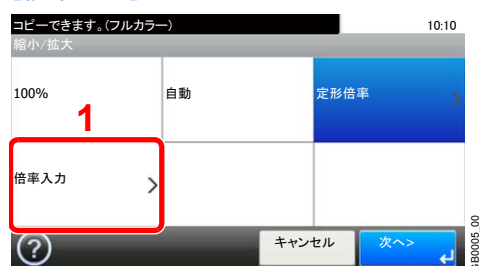 コピーできます。(フルカラー) 10:10
縮小/拡大
100% 自動 定形倍率
1
倍率入力
キャンセル 次へ>
GB0005_00